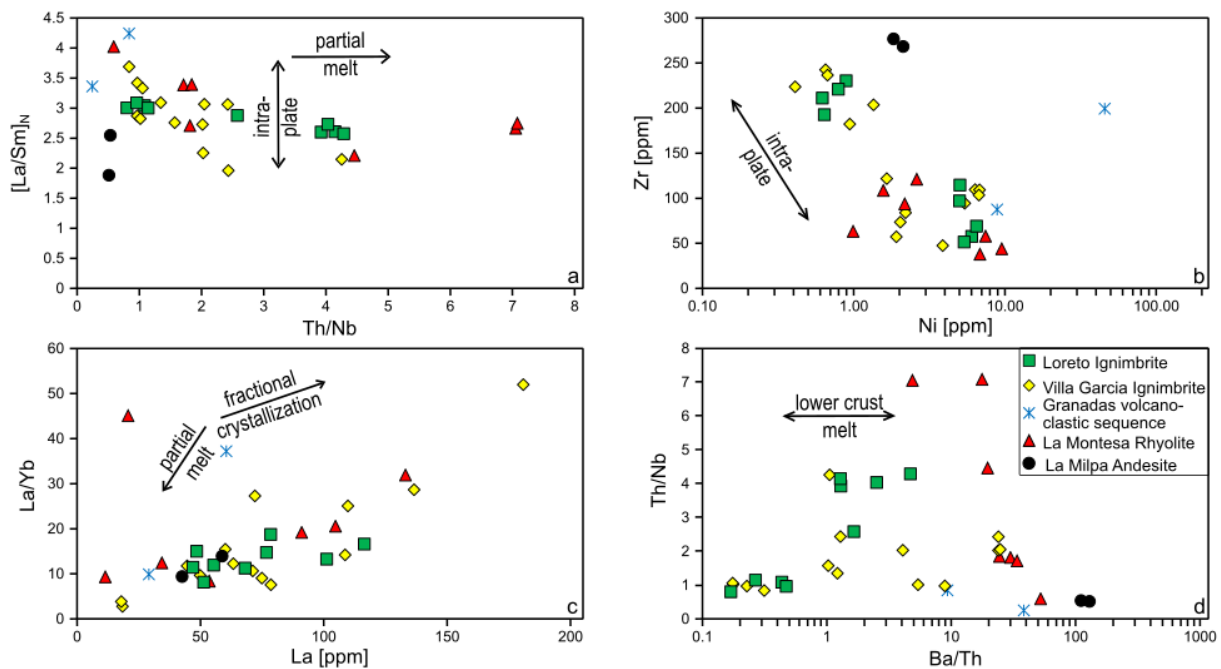 4.5
4
3.5
3
2.5
2
1.5
1
0.5
0
[La/Sm]N
partial
melt
intra-
plate
a
0
1
2
3
4
5
6
7
8
Th/Nb
300
250
200
150
100
50
0
Zr [ppm]
intra-
plate
b
0.10
1.00
10.00
100.00
Ni [ppm]
60
50
40
30
20
10
0
La/Yb
fractional
crystallization
partial
melt
c
0
50
100
150
200
La [ppm]
8
7
6
5
4
3
2
1
0
Th/Nb
lower crust
melt
Loreto Ignimbrite
Villa Garcia Ignimbrite
Granadas volcano-
clastic sequence
La Montesa Rhyolite
La Milpa Andesite
d
0.1
1
10
100
1000
Ba/Th